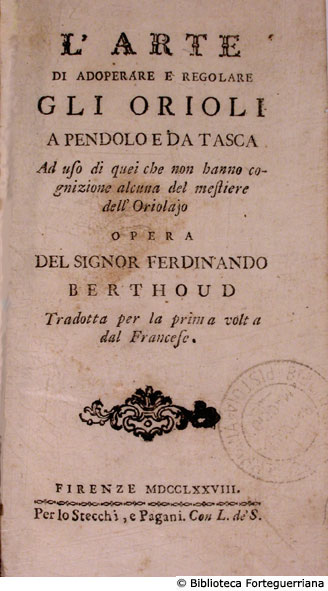 L'ARTE
DI ADOPERARE E REGOLARE
GLI ORIOLI
A PENDOLO E DA TASCA
Ad uſo di quei che non hanno co-
gnizione alcuna del meſtiere
dell' Oriolajo
OPERA
DEL SIGNOR FERDINANDO
BERTHOUD
Tradotta per la prima volta
dal Franceſe.
FIRENZE MDCCLXXVIII.
Per lo Stecchi, e Pagani. Con L. de' S.
© Biblioteca Forteguerriana